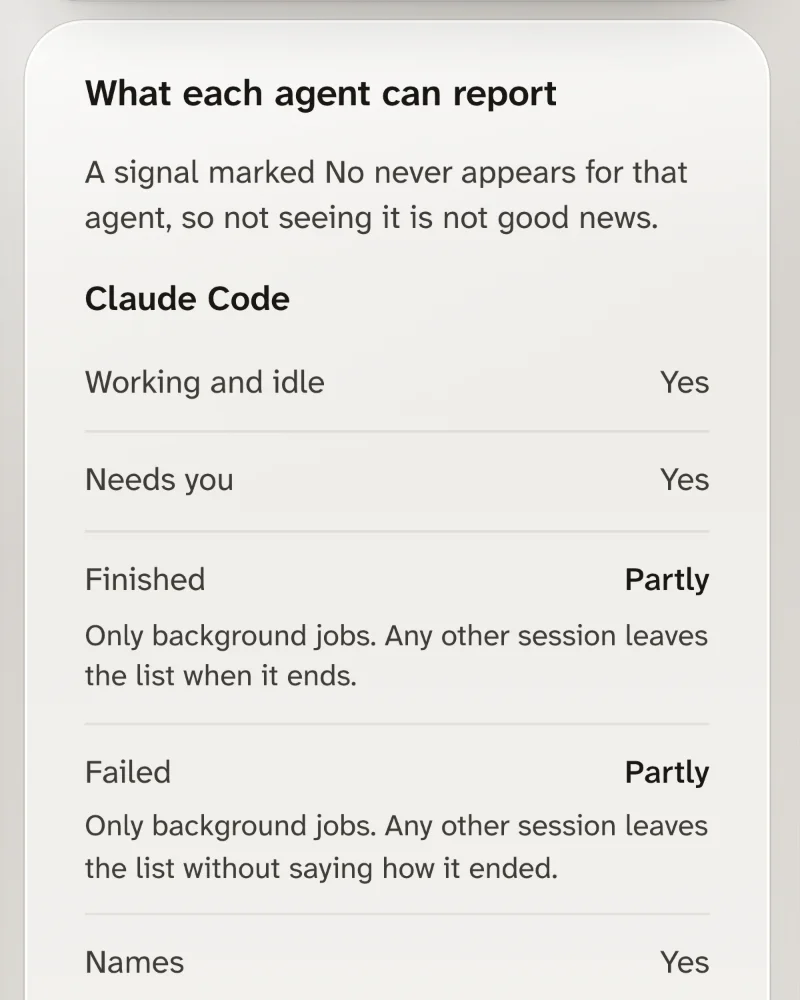 What each agent can report
A signal marked No never appears for that
agent, so not seeing it is not good news.
Claude Code
Working and idle Yes
Needs you Yes
Finished Partly
Only background jobs. Any other session leaves
the list when it ends.
Failed Partly
Only background jobs. Any other session leaves
the list without saying how it ended.
Names Yes